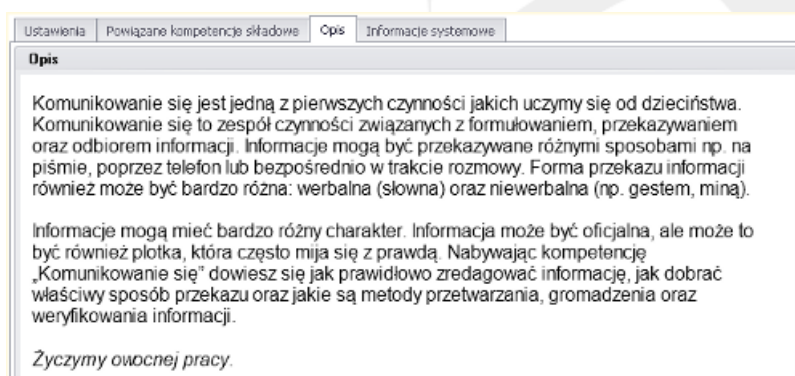 Ustawienia Powiązane kompetencje składowe Opis Informacje systemowe
Opis
Komunikowanie się jest jedną z pierwszych czynności jakich uczymy się od dzieciństwa.
Komunikowanie się to zespół czynności związanych z formułowaniem, przekazywaniem
oraz odbiorem informacji. Informacje mogą być przekazywane różnymi sposobami np. na
piśmie, poprzez telefon lub bezpośrednio w trakcie rozmowy. Forma przekazu informacji
również może być bardzo różna: werbalna (słowna) oraz niewerbalna (np. gestem, miną).
Informacje mogą mieć bardzo różny charakter. Informacja może być oficjalna, ale może to
być również plotka, która często mija się z prawdą. Nabywając kompetencję
„Komunikowanie się” dowiesz się jak prawidłowo zredagować informację, jak dobrać
właściwy sposób przekazu oraz jakie są metody przetwarzania, gromadzenia oraz
weryfikowania informacji.
Życzymy owocnej pracy.